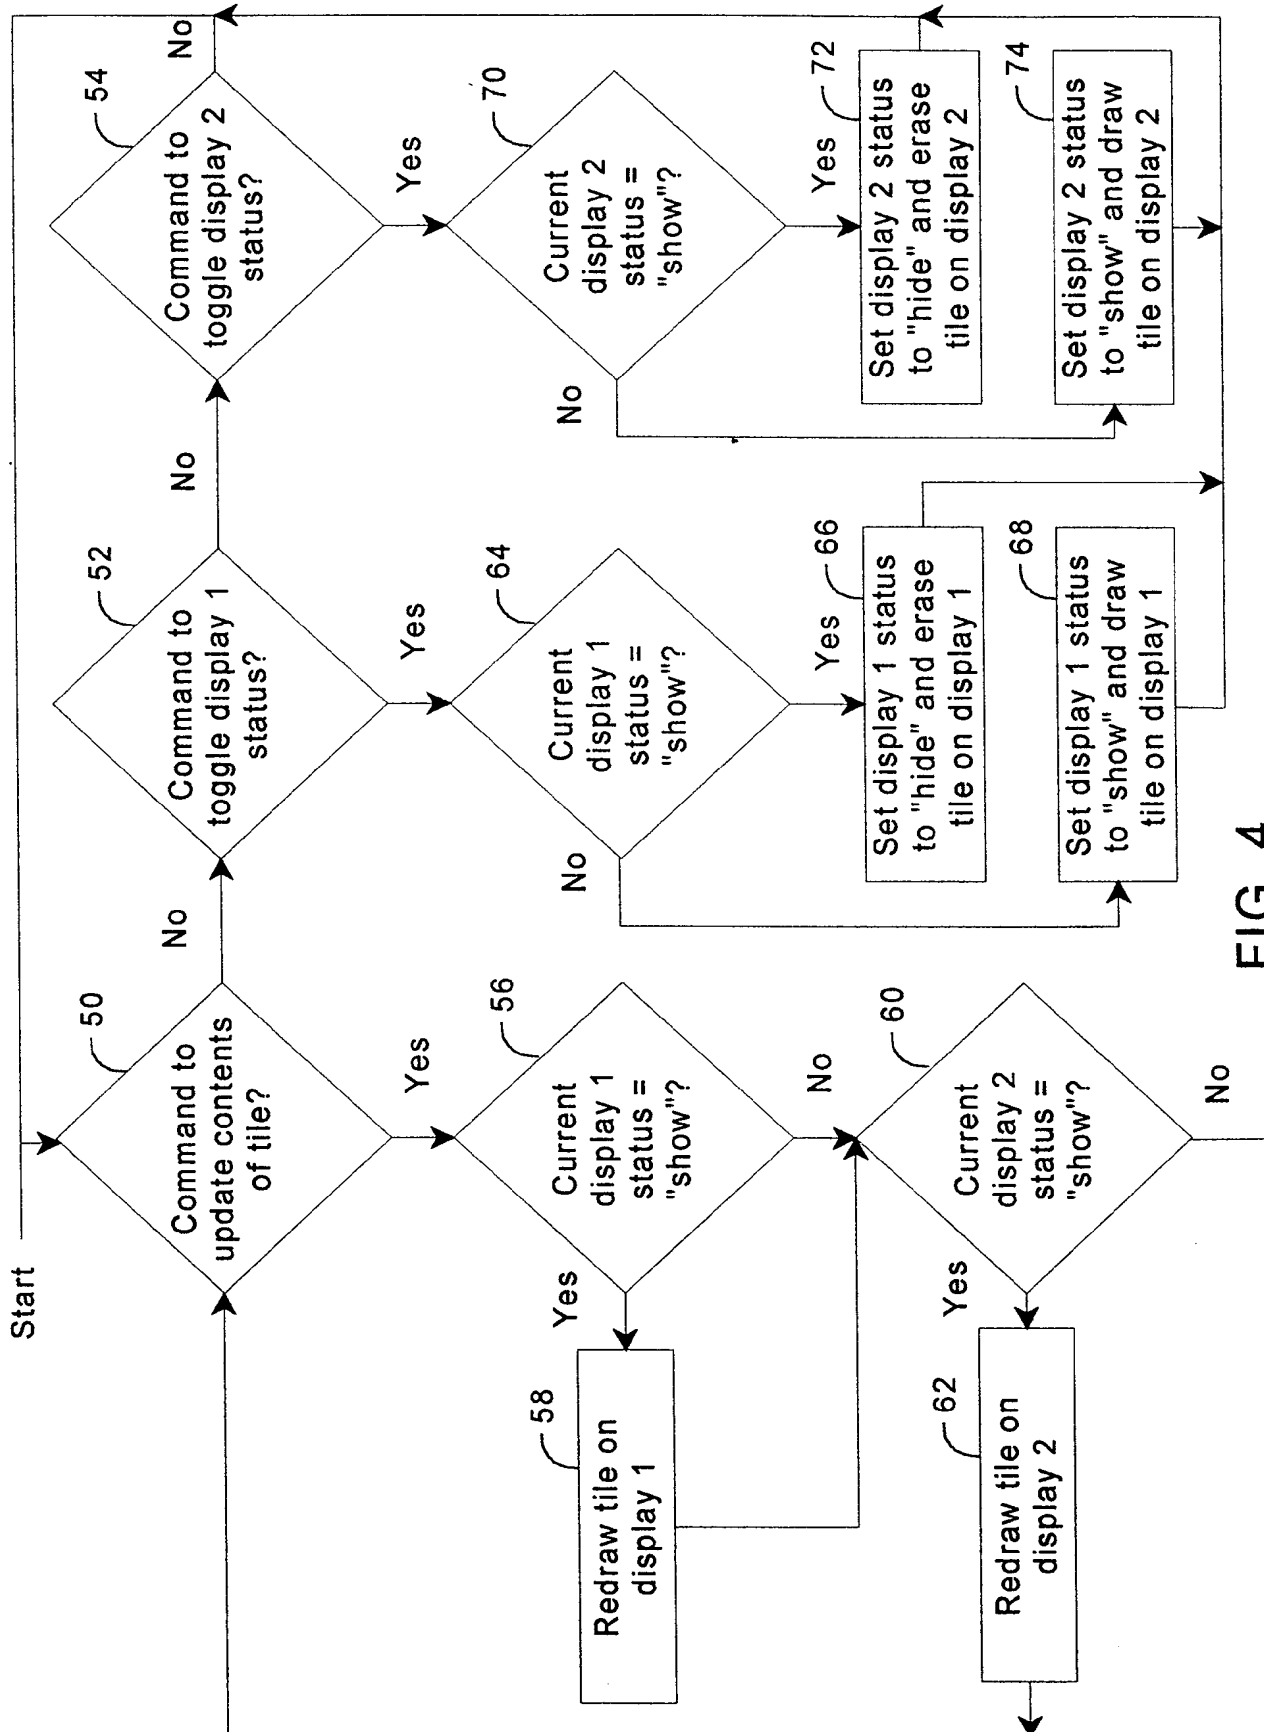 Start
50
Command to
update contents
of tile?
No
Yes
52
Command to
toggle display 1
status?
No
Yes
54
Command to
toggle display 2
status?
No
Yes
56
Current
display 1
status =
"show"?
Yes
No
58
Redraw tile on
display 1
60
Current
display 2
status =
"show"?
Yes
No
62
Redraw tile on
display 2
64
Current
display 1
status =
"show"?
No
Yes
66
Set display 1 status
to "hide" and erase
tile on display 1
68
Set display 1 status
to "show" and draw
tile on display 1
70
Current
display 2
status =
"show"?
No
Yes
72
Set display 2 status
to "hide" and erase
tile on display 2
74
Set display 2 status
to "show" and draw
tile on display 2
FIG. 4